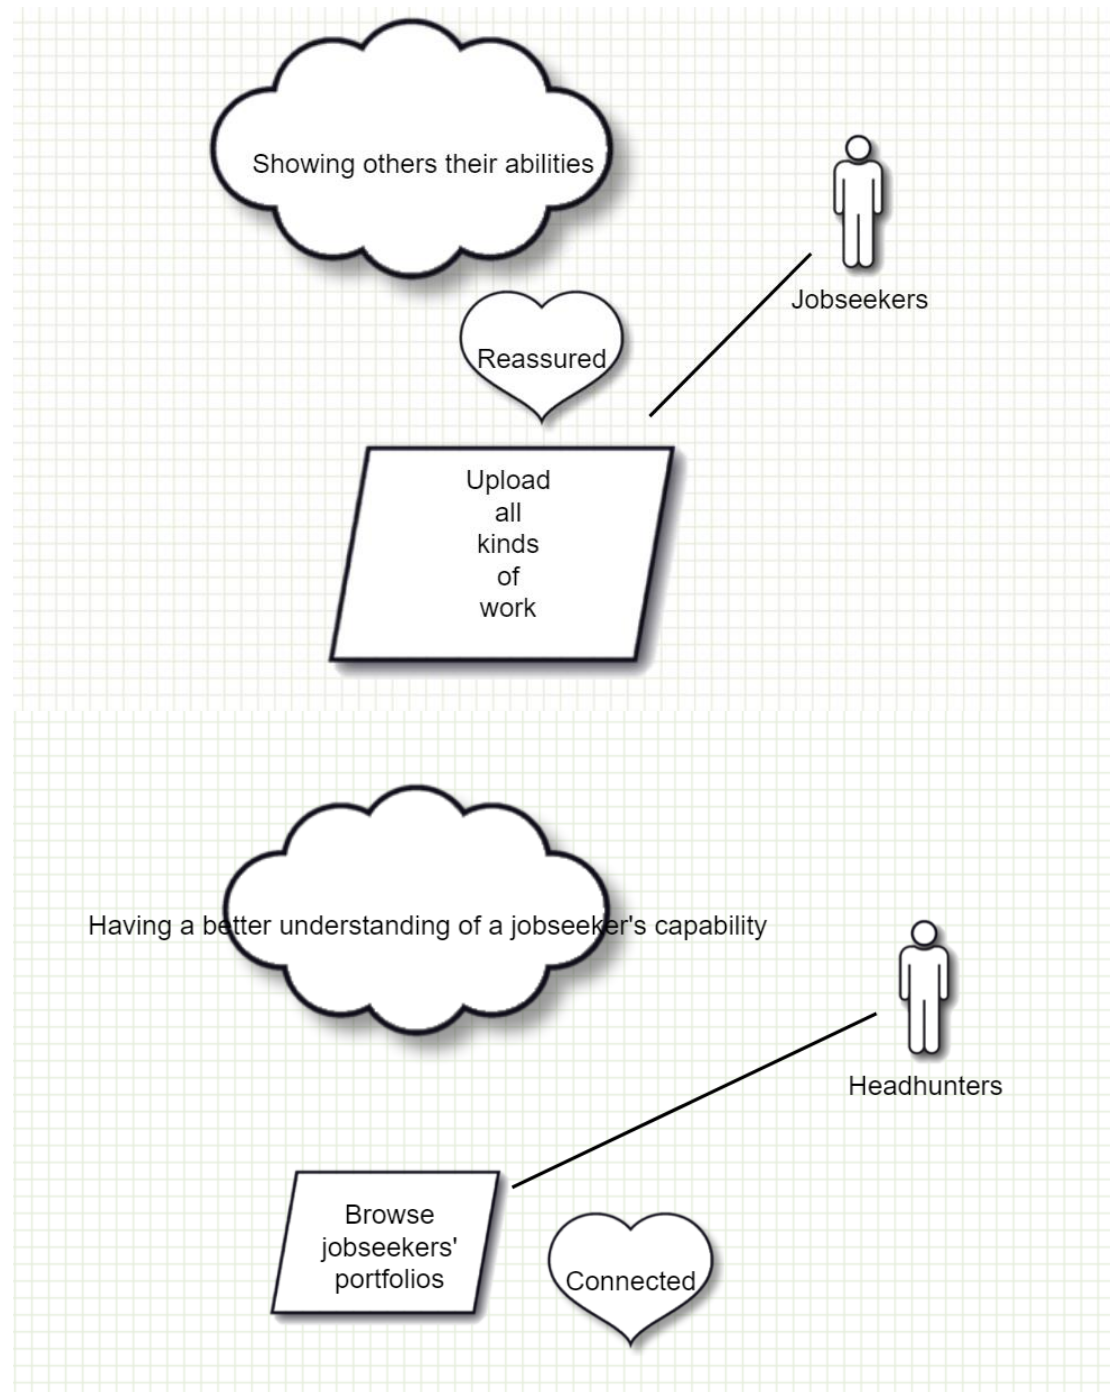 Showing others their abilities
Jobseekers
Reassured
Upload
all
kinds
of
work
Having a better understanding of a jobseeker's capability
Headhunters
Browse
jobseekers'
portfolios
Connected